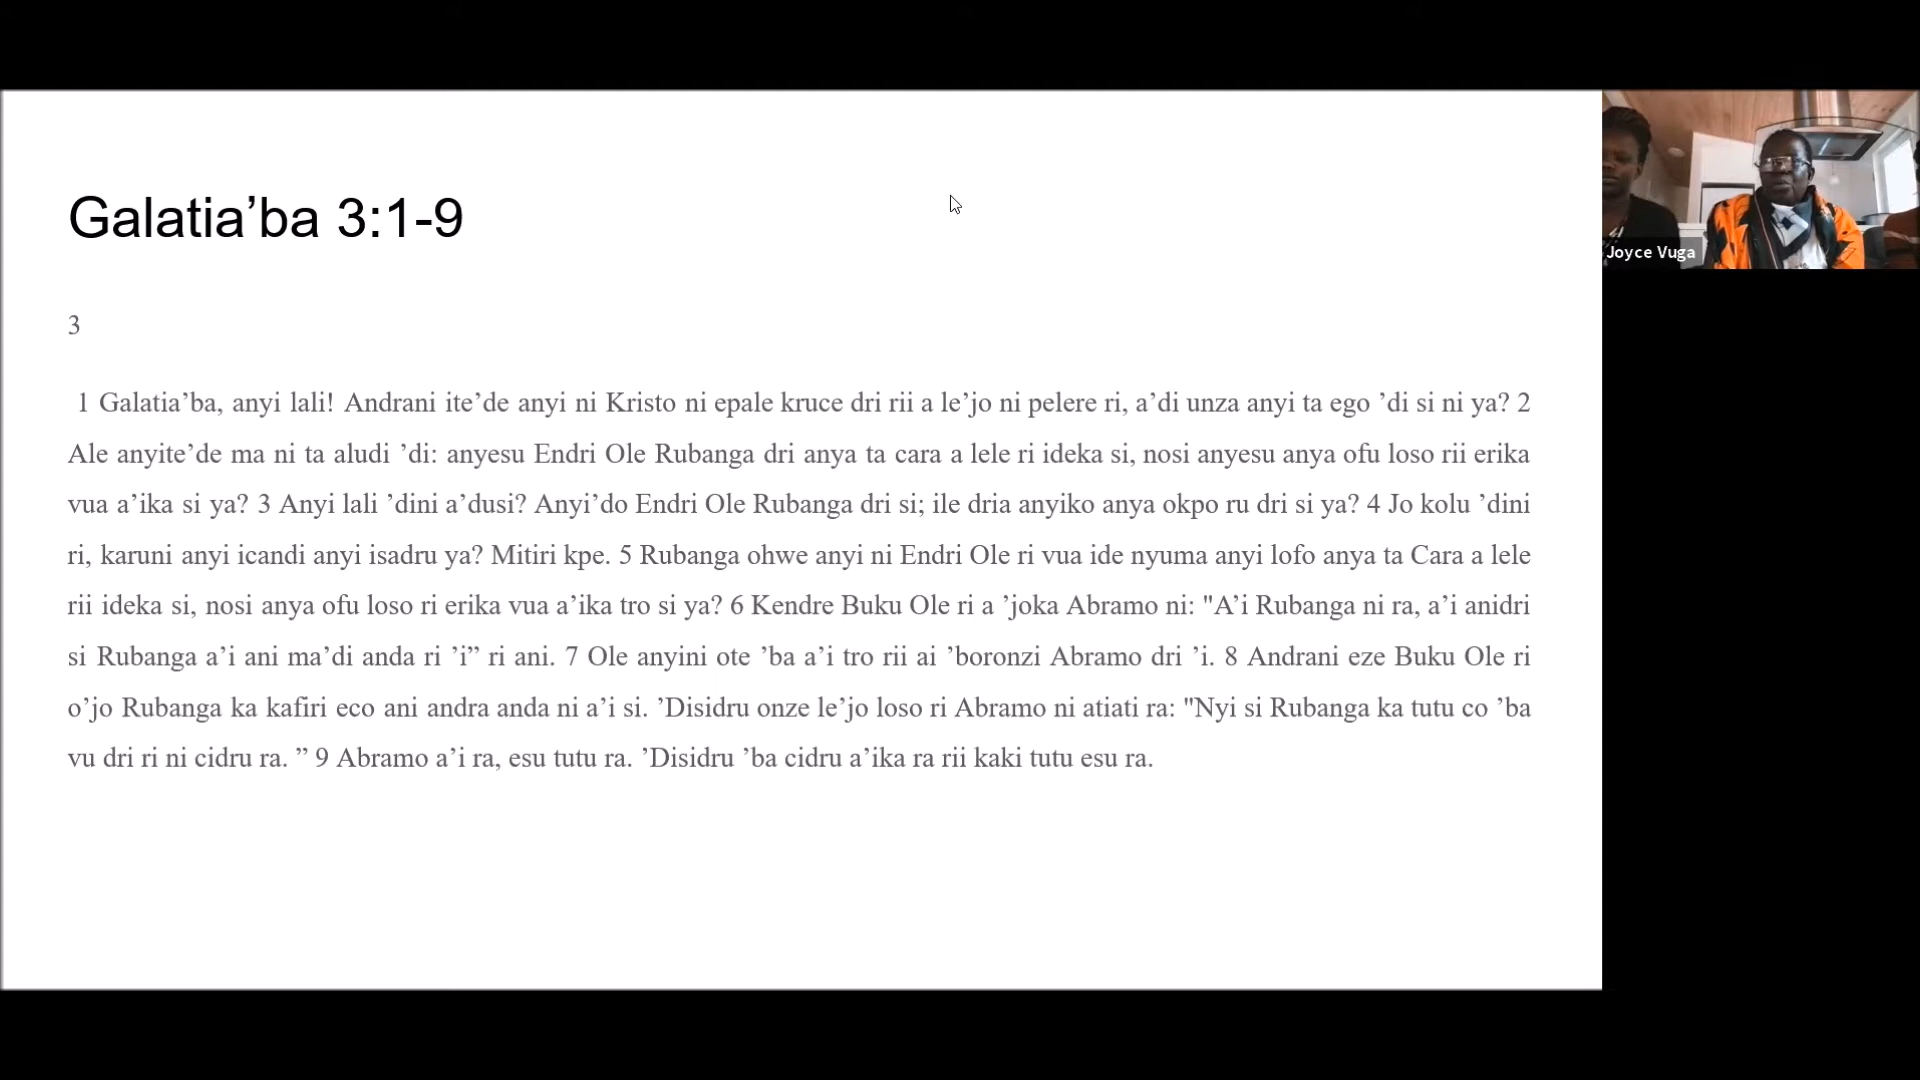 Galatia’ba 3:1-9
3
1 Galatia’ba, anyi lali! Andrani ite’de anyi ni Kristo ni epale kruce dri rii a le’jo ni pelere ri, a’di unza anyi ta ego ’di si ni ya? 2
Ale anyite’de ma ni ta aludi ’di: anyesu Endri Ole Rubanga dri anya ta cara a lele ri ideka si, nosi anyesu anya ofu loso rii erika
vua a’ika si ya? 3 Anyi lali ’dini a’dusi? Anyi’do Endri Ole Rubanga dri si; ile dria anyiko anya okpo ru dri si ya? 4 Jo kolu ’dini
ri, karuni anyi icandi anyi isadru ya? Mitiri kpe. 5 Rubanga ohwe anyi ni Endri Ole ri vua ide nyuma anyi lofo anya ta Cara a lele
rii ideka si, nosi anya ofu loso ri erika vua a’ika tro si ya? 6 Kendre Buku Ole ri a ’joka Abramo ni: "A’i Rubanga ni ra, a’i anidri
si Rubanga a’i ani ma’di anda ri ’i” ri ani. 7 Ole anyini ote ’ba a’i tro rii ai ’boronzi Abramo dri ’i. 8 Andrani eze Buku Ole ri
o’jo Rubanga ka kafiri eco ani andra anda ni a’i si. ’Disidru onze le’jo loso ri Abramo ni atiati ra: "Nyi si Rubanga ka tutu co ’ba
vu dri ri ni cidru ra. ” 9 Abramo a’i ra, esu tutu ra. ’Disidru ’ba cidru a’ika ra rii kaki tutu esu ra.
Joyce Vuga